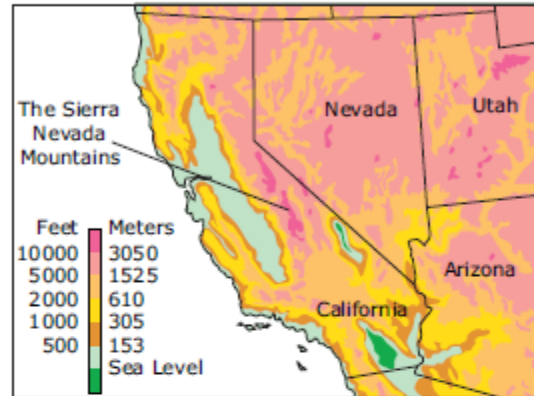 Nevada
Utah
The Sierra
Nevada
Mountains
Feet Meters
10000 3050
5000 1525
2000 610
1000 305
500 153
Sea Level
Arizona
California